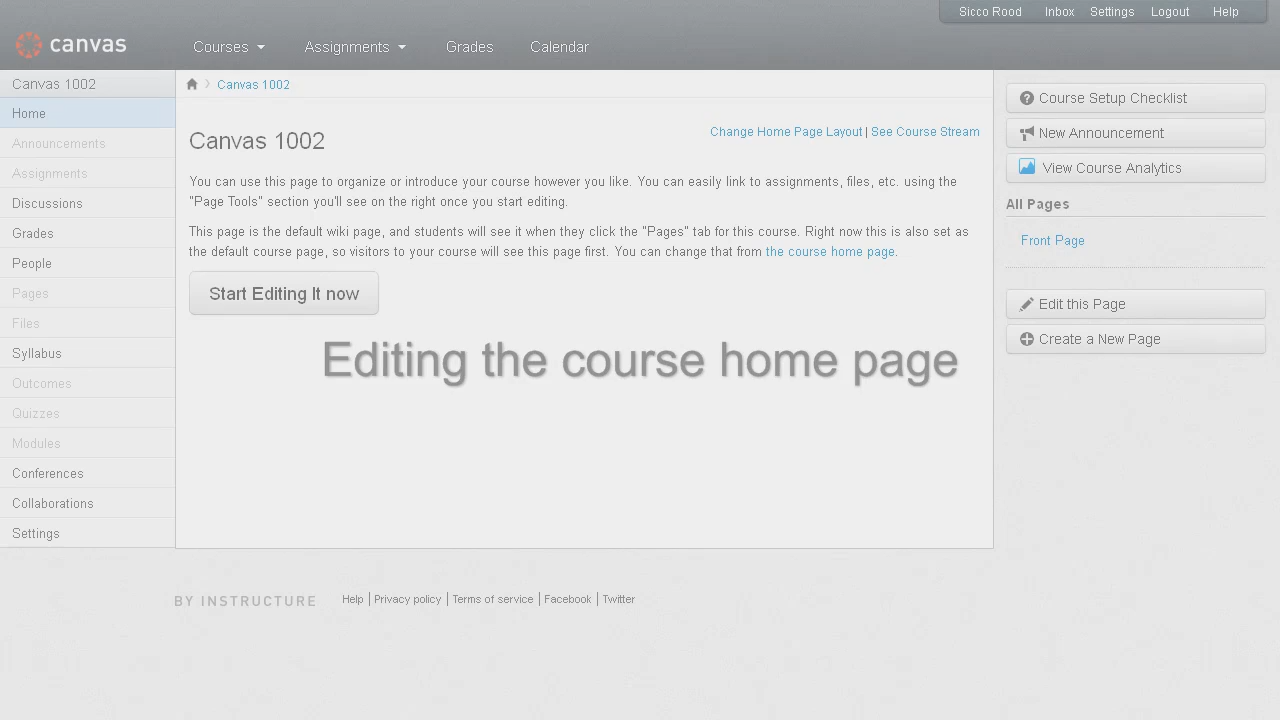 Sicco Rood Inbox Settings Logout Help
canvas
Courses Assignments Grades Calendar
Canvas 1002
Home
Announcements
Assignments
Discussions
Grades
People
Pages
Files
Syllabus
Outcomes
Quizzes
Modules
Conferences
Collaborations
Settings
Canvas 1002
Canvas 1002
Change Home Page Layout | See Course Stream
You can use this page to organize or introduce your course however you like. You can easily link to assignments, files, etc. using the
"Page Tools" section you'll see on the right once you start editing.
This page is the default wiki page, and students will see it when they click the "Pages" tab for this course. Right now this is also set as
the default course page, so visitors to your course will see this page first. You can change that from the course home page.
Start Editing It now
Editing the course home page
Course Setup Checklist
New Announcement
View Course Analytics
All Pages
Front Page
Edit this Page
Create a New Page
BY INSTRUCTURE
Help | Privacy policy | Terms of service | Facebook | Twitter